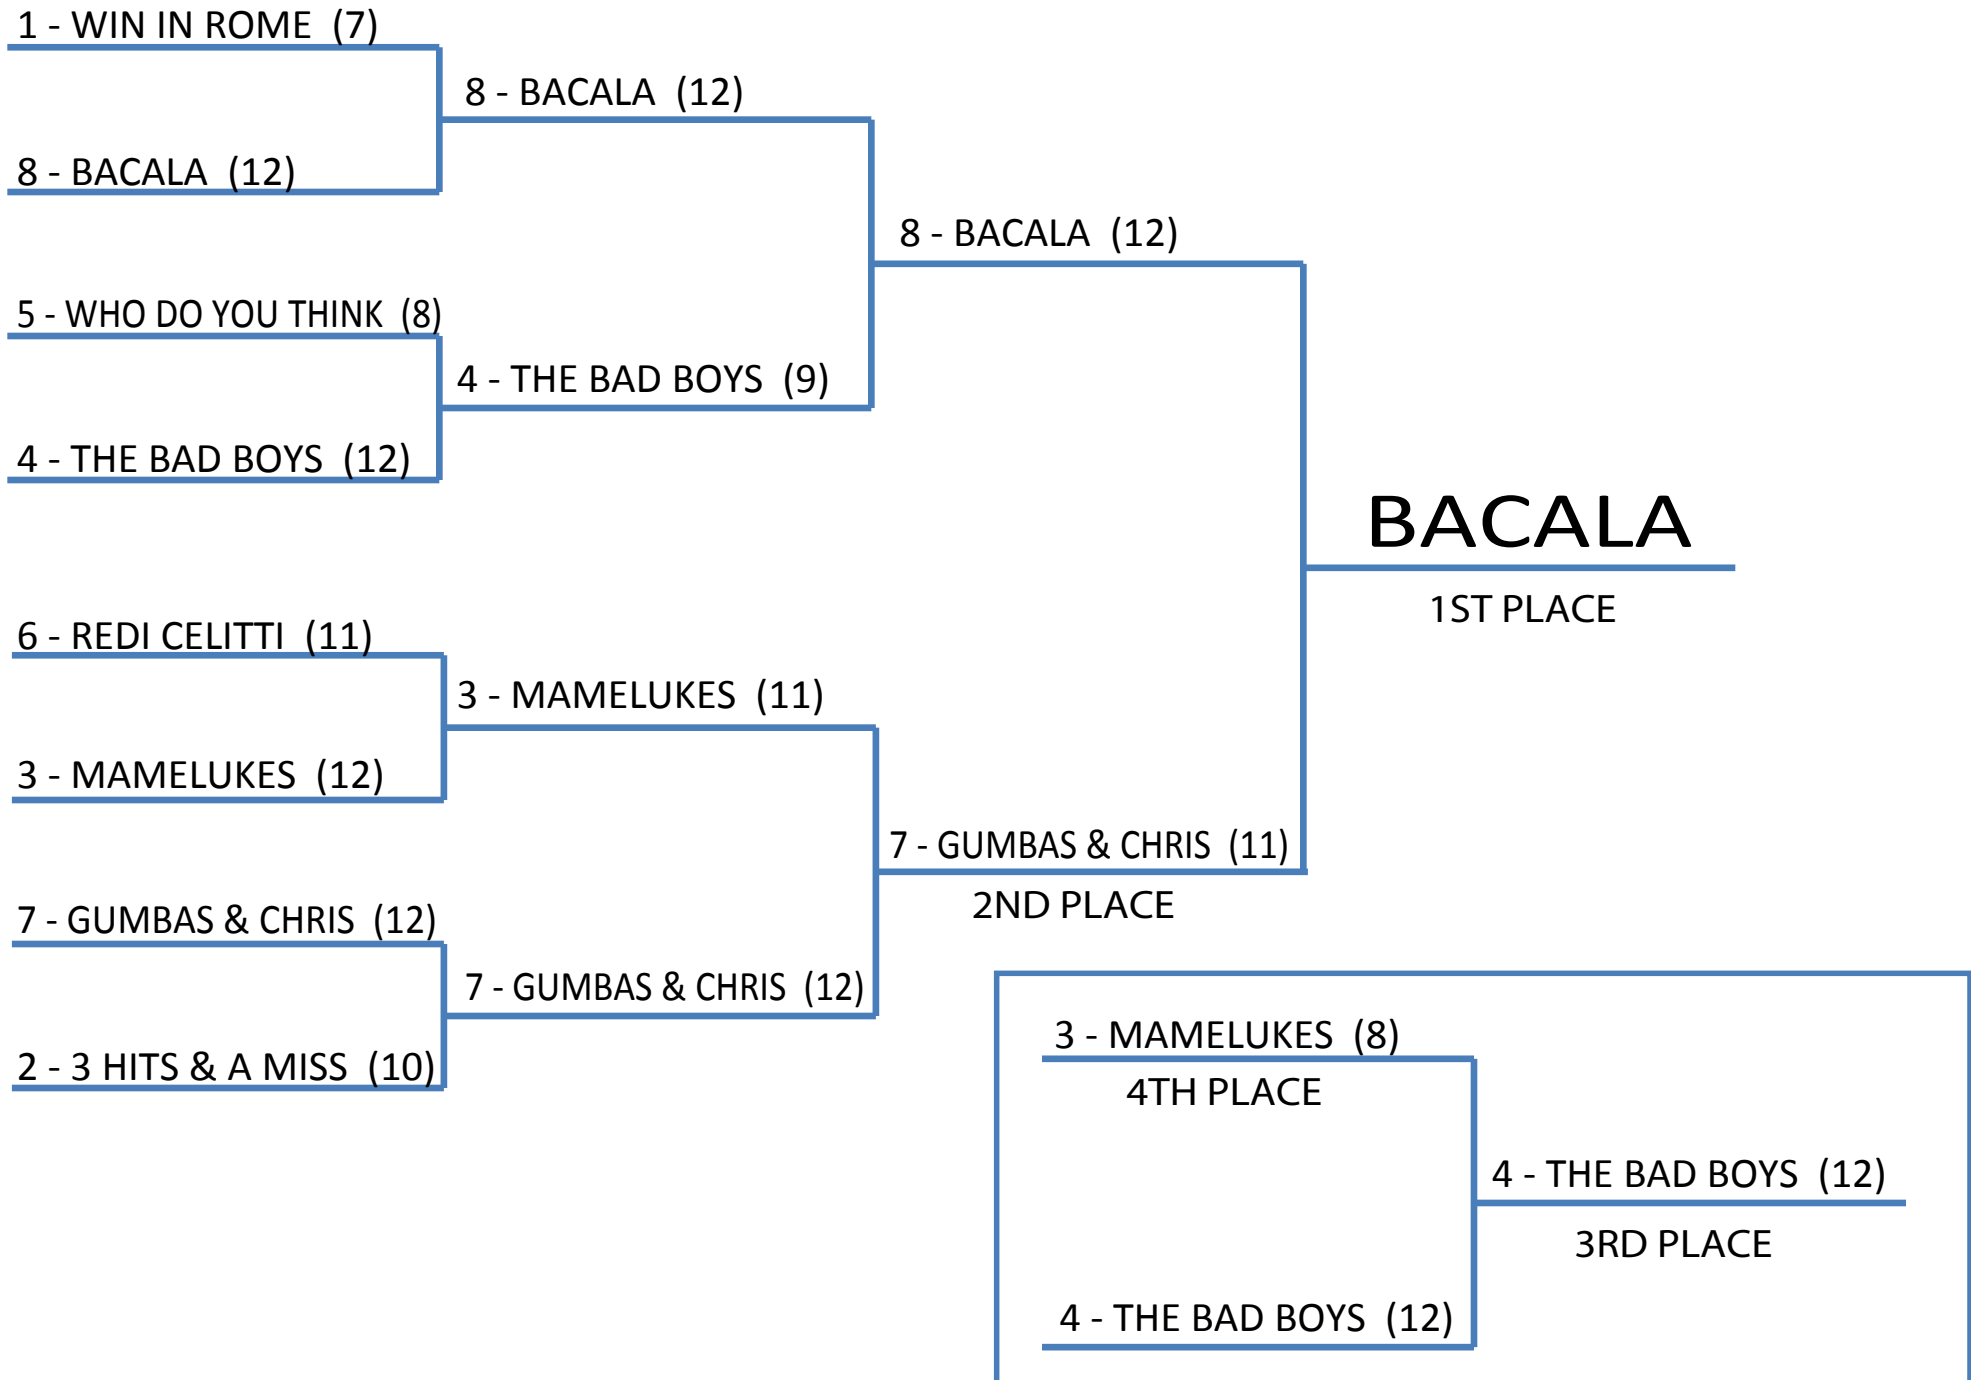 1 - WIN IN ROME (7)
8 - BACALA (12)
8 - BACALA (12)
8 - BACALA (12)
5 - WHO DO YOU THINK (8)
4 - THE BAD BOYS (9)
4 - THE BAD BOYS (12)
BACALA
1ST PLACE
6 - REDI CELITTI (11)
3 - MAMELUKES (11)
3 - MAMELUKES (12)
7 - GUMBAS & CHRIS (11)
2ND PLACE
7 - GUMBAS & CHRIS (12)
7 - GUMBAS & CHRIS (12)
2 - 3 HITS & A MISS (10)
3 - MAMELUKES (8)
4TH PLACE
4 - THE BAD BOYS (12)
3RD PLACE
4 - THE BAD BOYS (12)